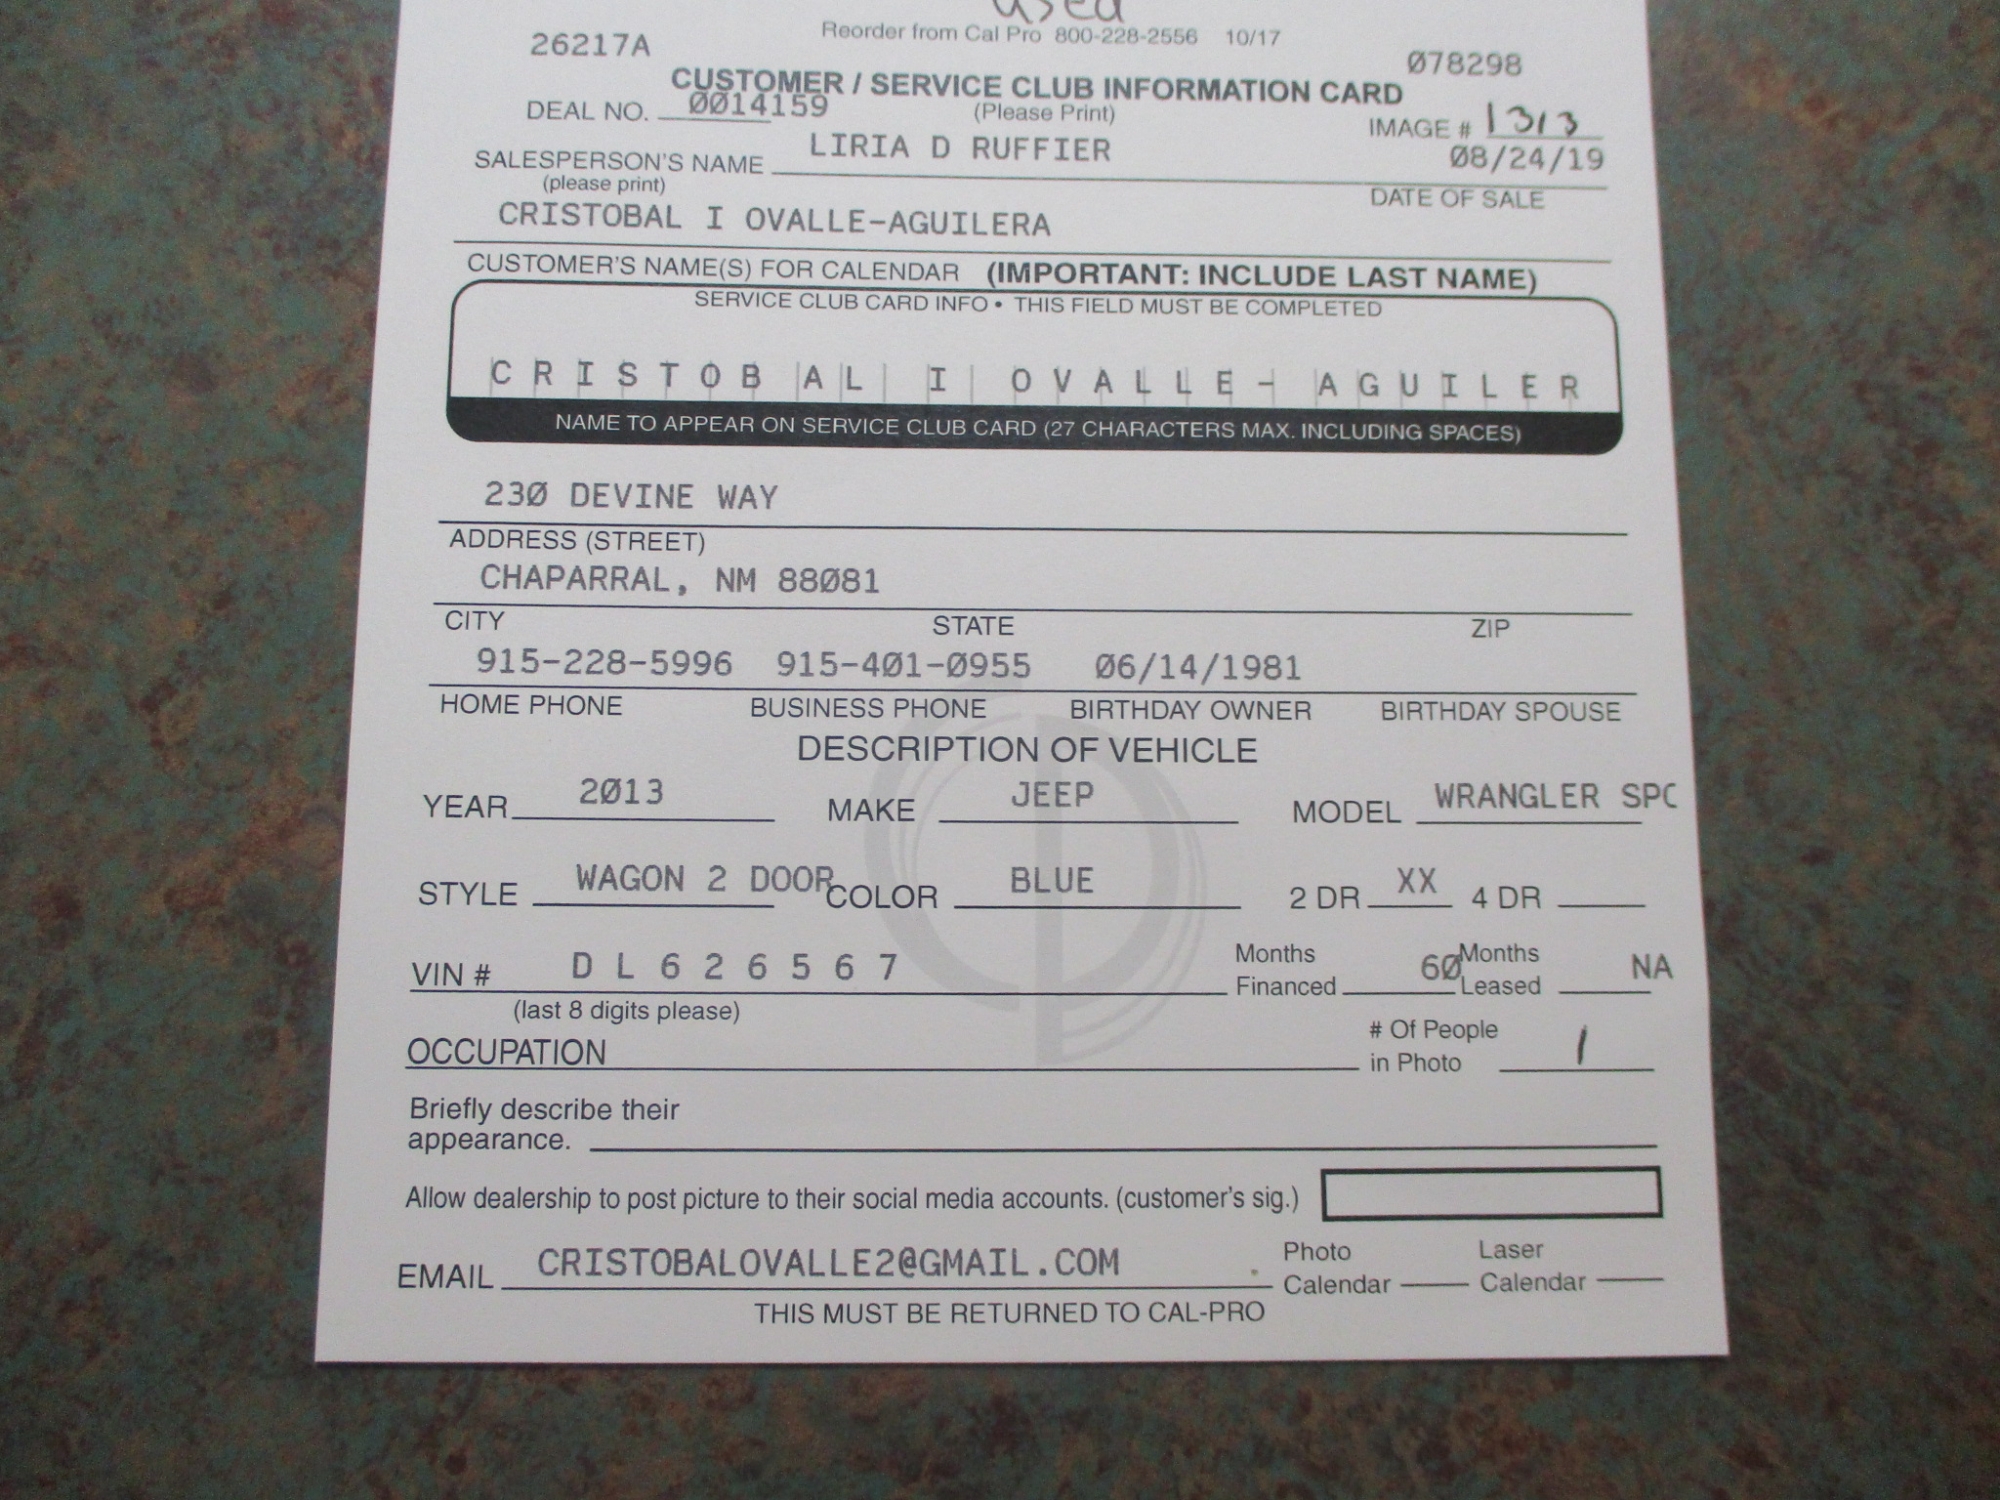 used
Reorder from Cal Pro 800-228-2556 10/17
26217A
Ø78298
CUSTOMER / SERVICE CLUB INFORMATION CARD
DEAL NO. ØØ14159 (Please Print) IMAGE # 1313
SALESPERSON'S NAME LIRIA D RUFFIER Ø8/24/19
(please print) DATE OF SALE
CRISTOBAL I OVALLE-AGUILERA
CUSTOMER'S NAME(S) FOR CALENDAR (IMPORTANT: INCLUDE LAST NAME)
SERVICE CLUB CARD INFO • THIS FIELD MUST BE COMPLETED
CRISTOBAL I OVALLE-AGUILER
NAME TO APPEAR ON SERVICE CLUB CARD (27 CHARACTERS MAX. INCLUDING SPACES)
23Ø DEVINE WAY
ADDRESS (STREET)
CHAPARRAL, NM 88Ø81
CITY STATE ZIP
915-228-5996 915-4Ø1-Ø955 Ø6/14/1981
HOME PHONE BUSINESS PHONE BIRTHDAY OWNER BIRTHDAY SPOUSE
DESCRIPTION OF VEHICLE
YEAR 2Ø13 MAKE JEEP MODEL WRANGLER SPO
STYLE WAGON 2 DOOR COLOR BLUE 2 DR XX 4 DR
VIN # D L 6 2 6 5 6 7 Months Financed 6Ø Months Leased NA
(last 8 digits please)
OCCUPATION # Of People in Photo 1
Briefly describe their
appearance.
Allow dealership to post picture to their social media accounts. (customer's sig.)
EMAIL CRISTOBALOVALLE2@GMAIL.COM Photo Calendar Laser Calendar
THIS MUST BE RETURNED TO CAL-PRO